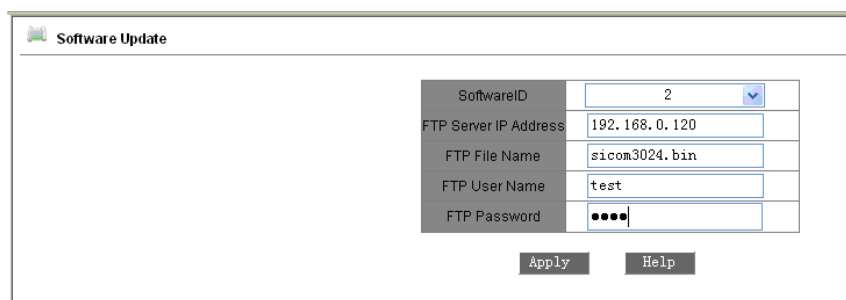 Software Update
SoftwareID 2
FTP Server IP Address 192.168.0.120
FTP File Name sicom3024.bin
FTP User Name test
FTP Password ●●●●
Apply Help